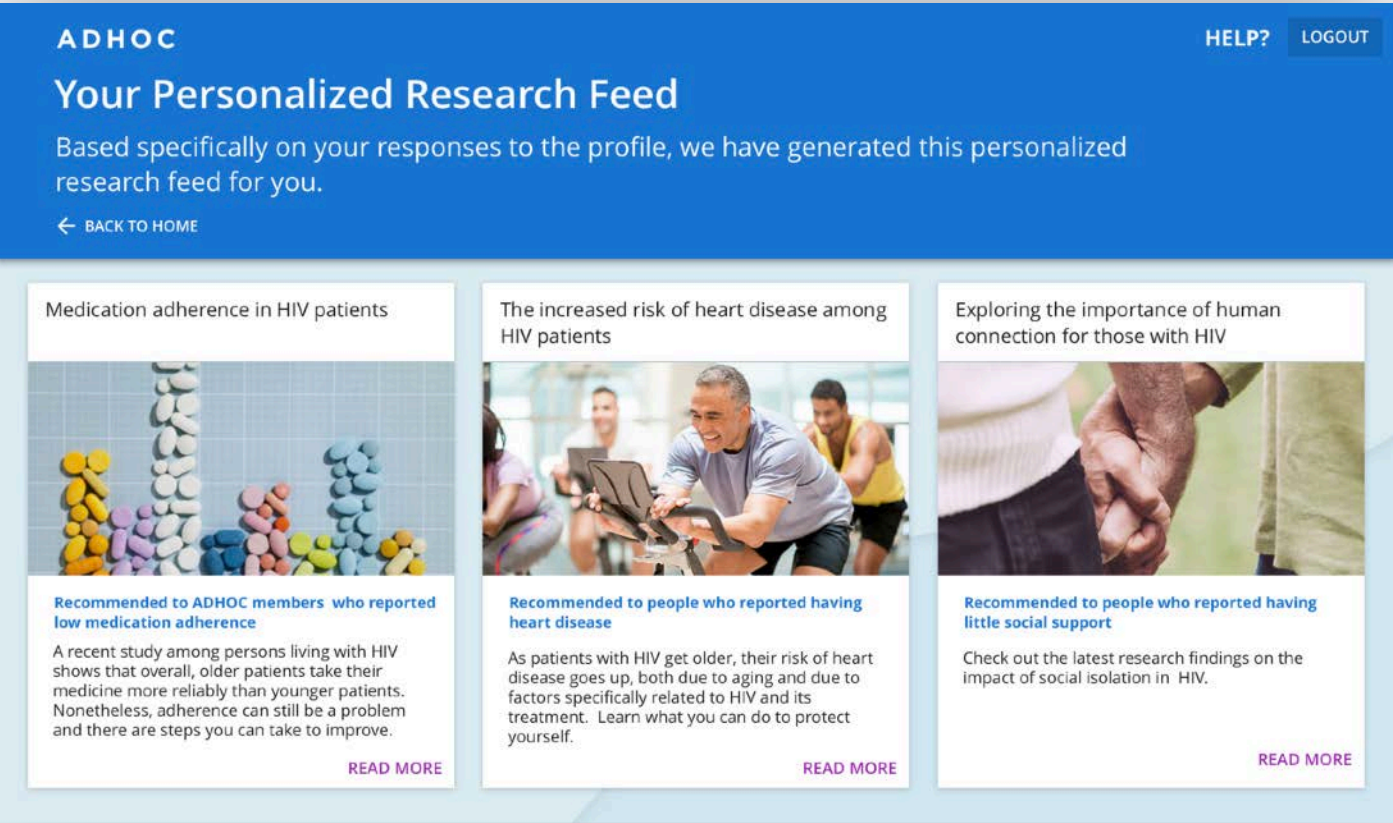 ADHOC
HELP?
LOGOUT
Your Personalized Research Feed
Based specifically on your responses to the profile, we have generated this personalized
research feed for you.
← BACK TO HOME
Medication adherence in HIV patients
Recommended to ADHOC members  who reported
low medication adherence
A recent study among persons living with HIV
shows that overall, older patients take their
medicine more reliably than younger patients.
Nonetheless, adherence can still be a problem
and there are steps you can take to improve.
READ MORE
The increased risk of heart disease among
HIV patients
Recommended to people who reported having
heart disease
As patients with HIV get older, their risk of heart
disease goes up, both due to aging and due to
factors specifically related to HIV and its
treatment.  Learn what you can do to protect
yourself.
READ MORE
Exploring the importance of human
connection for those with HIV
Recommended to people who reported having
little social support
Check out the latest research findings on the
impact of social isolation in  HIV.
READ MORE